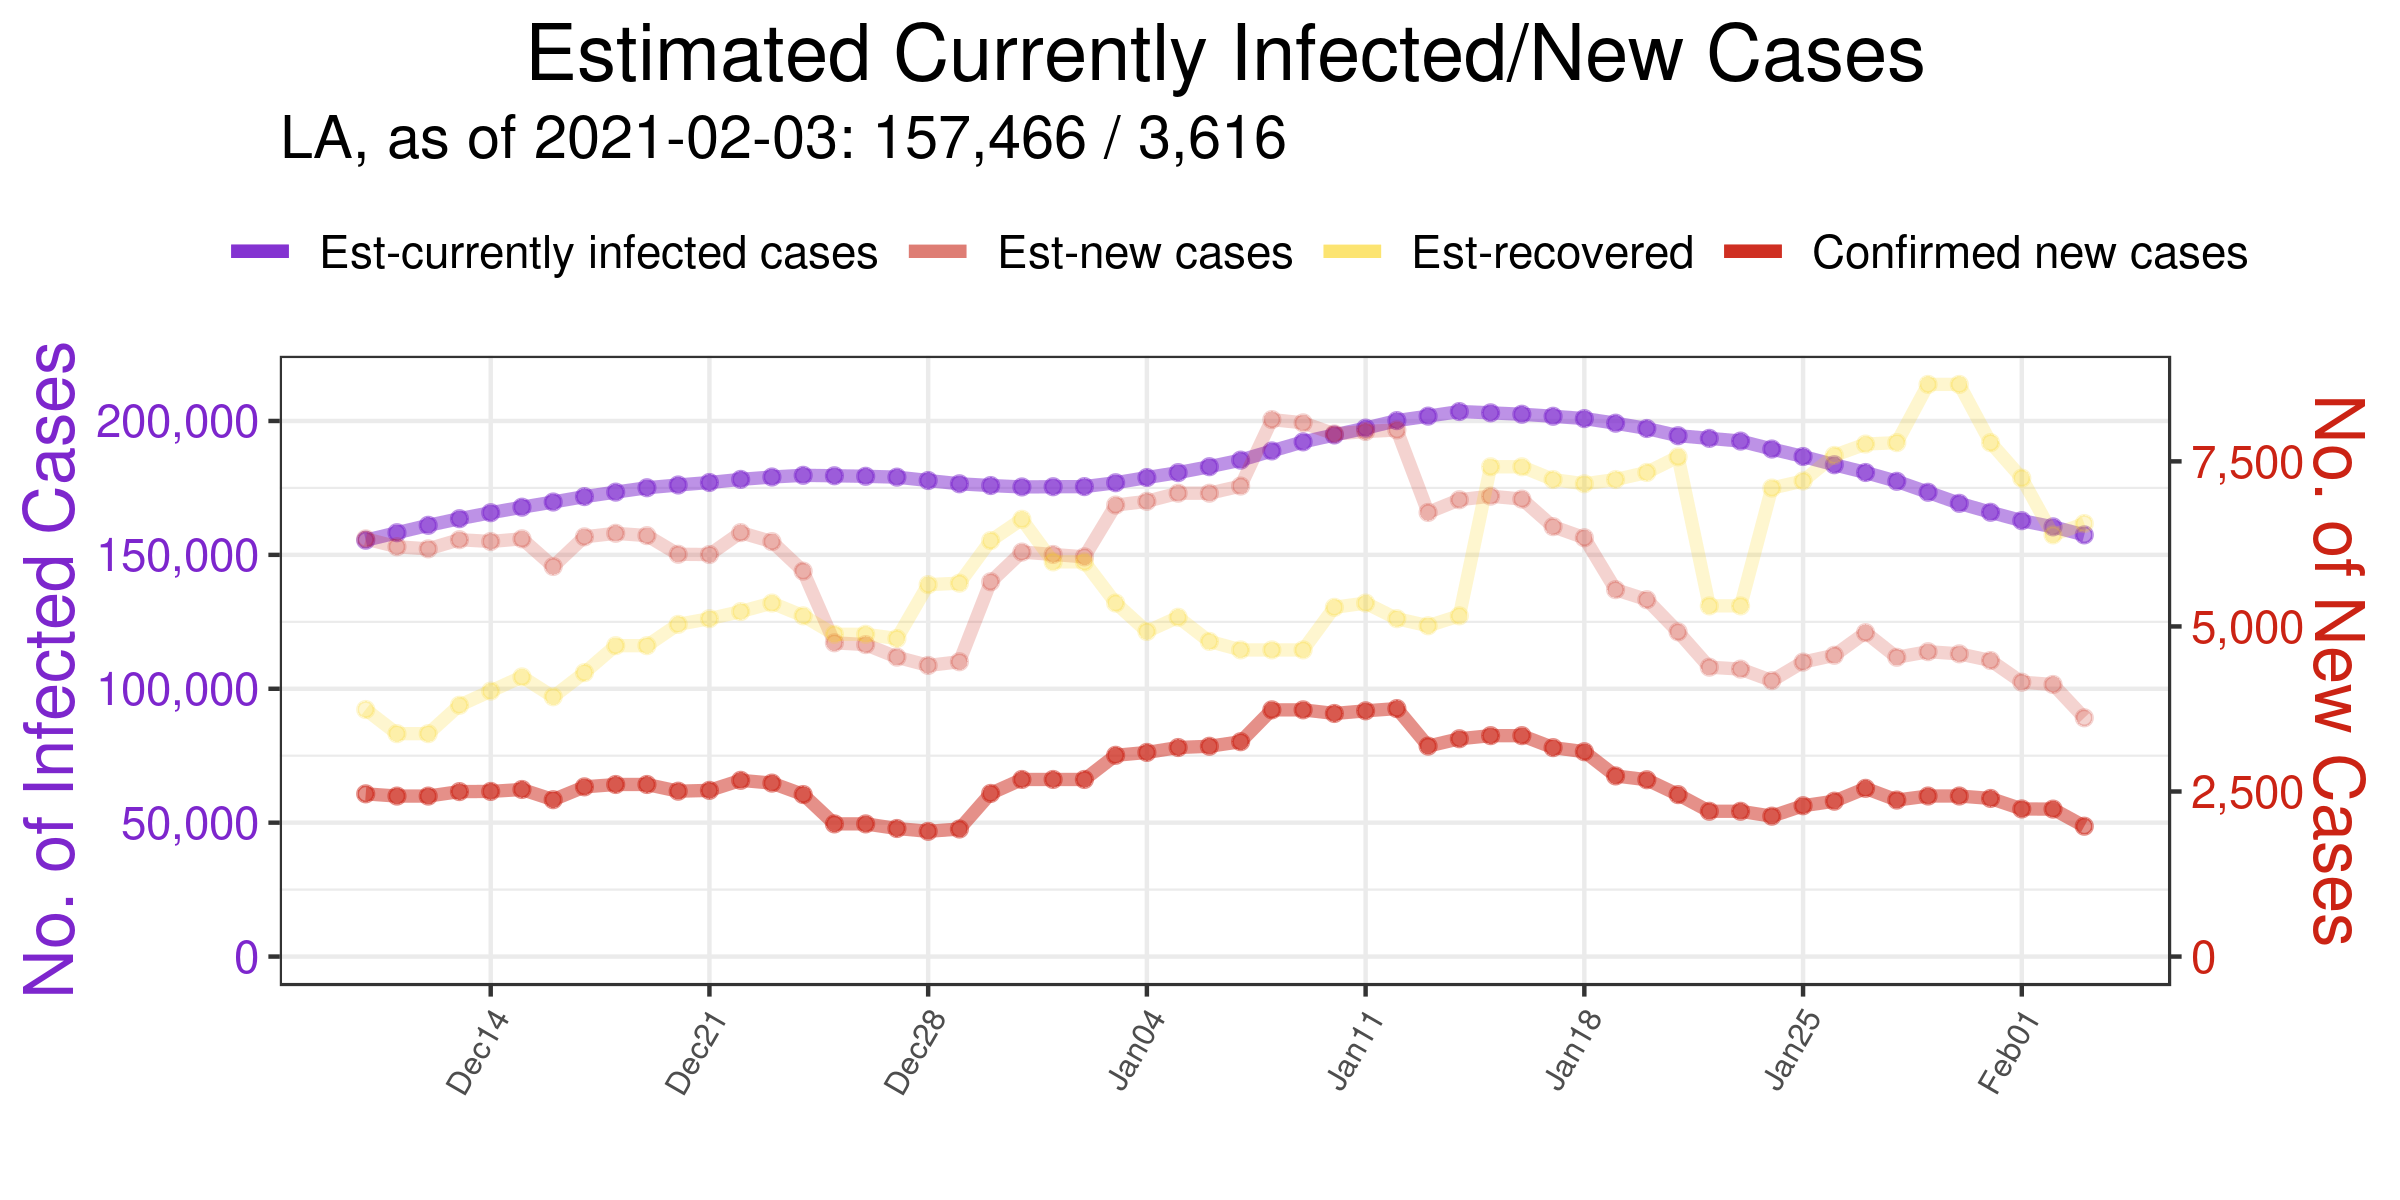 Estimated Currently Infected/New Cases
LA, as of 2021-02-03: 157,466 / 3,616
Est-currently infected cases Est-new cases Est-recovered Confirmed new cases
No. of Infected Cases
200,000
150,000
100,000
50,000
0
No. of New Cases
7,500
5,000
2,500
0
Dec14 Dec21 Dec28 Jan04 Jan11 Jan18 Jan25 Feb01